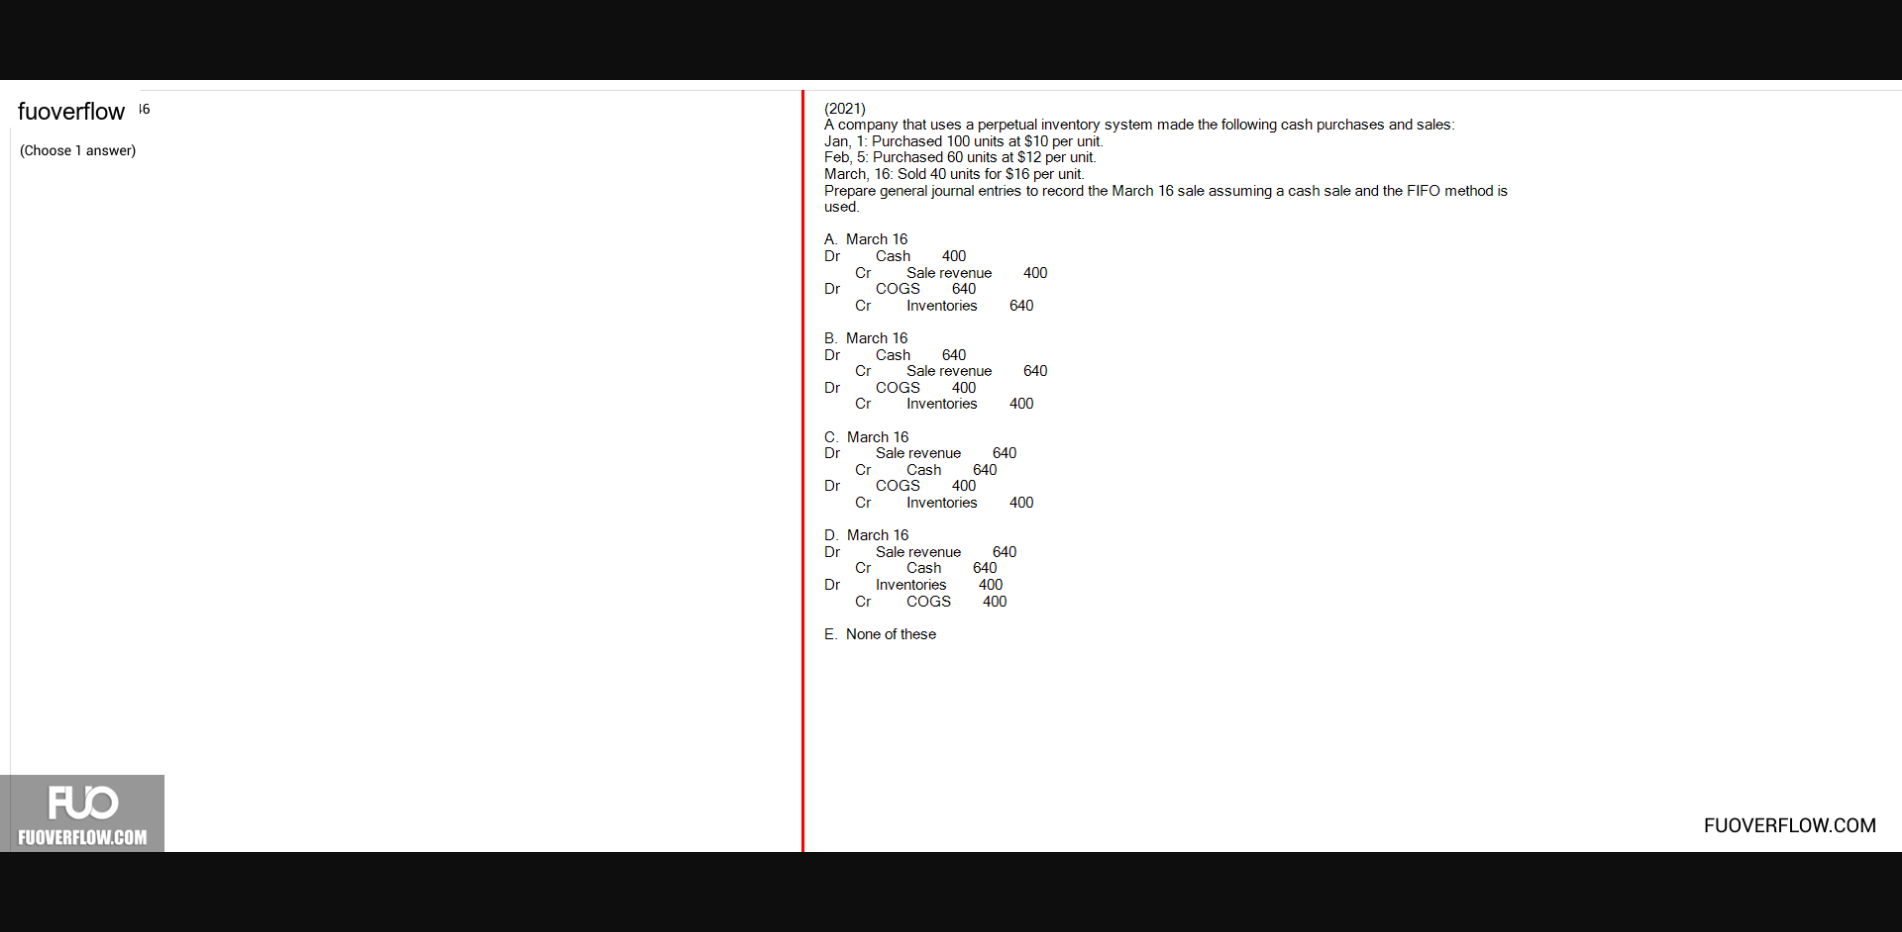 fuoverflow
16
(Choose 1 answer)
(2021)
A company that uses a perpetual inventory system made the following cash purchases and sales:
Jan, 1: Purchased 100 units at $10 per unit.
Feb, 5: Purchased 60 units at $12 per unit.
March, 16: Sold 40 units for $16 per unit.
Prepare general journal entries to record the March 16 sale assuming a cash sale and the FIFO method is
used.
A. March 16
Dr Cash 400
Cr Sale revenue 400
Dr COGS 640
Cr Inventories 640
B. March 16
Dr Cash 640
Cr Sale revenue 640
Dr COGS 400
Cr Inventories 400
C. March 16
Dr Sale revenue 640
Cr Cash 640
Dr COGS 400
Cr Inventories 400
D. March 16
Dr Sale revenue 640
Cr Cash 640
Dr Inventories 400
Cr COGS 400
E. None of these
FUO
FUOVERFLOW.COM
FUOVERFLOW.COM